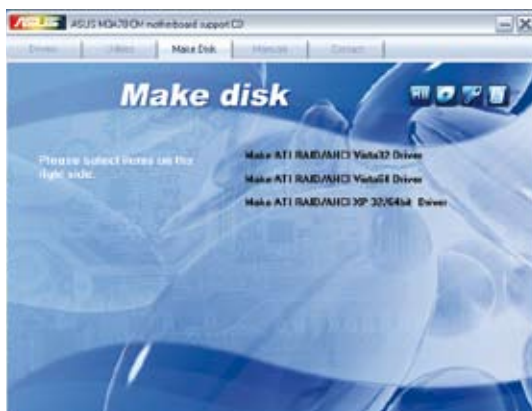 ASUS ASUS M3A78-CM motherboard support CD
Drivers Utilities Make Disk Manuals Contact
Make disk
Please select items on the
right side.
Make ATI RAID/AHCI Vista32 Driver
Make ATI RAID/AHCI Vista64 Driver
Make ATI RAID/AHCI XP 32/64bit Driver